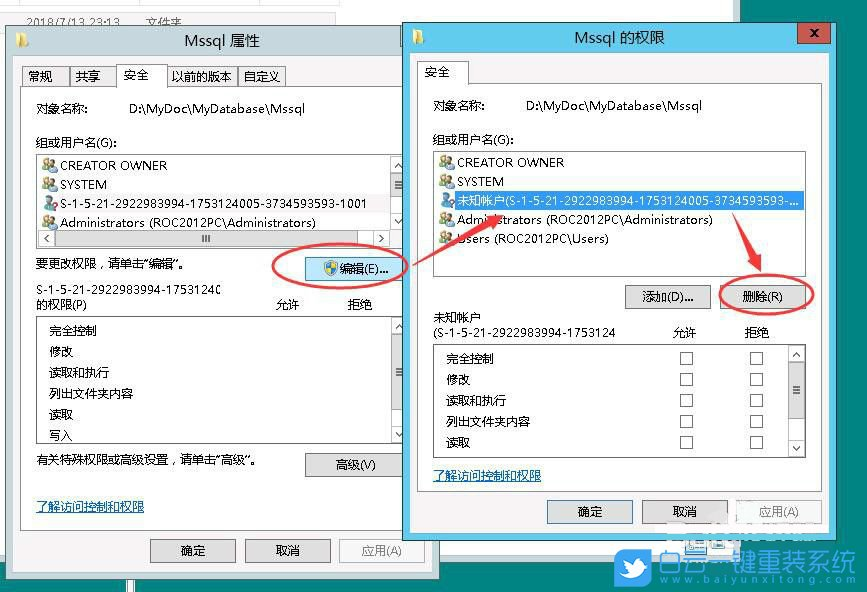 2018/7/13 23:13 文件夹
Mssql 属性
常规 共享 安全 以前的版本 自定义
对象名称: D:\MyDoc\MyDatabase\Mssql
组或用户名(G):
CREATOR OWNER
SYSTEM
S-1-5-21-2922983994-1753124005-3734593593-1001
Administrators (ROC2012PC\Administrators)
要更改权限，请单击"编辑"。
编辑(E)...
S-1-5-21-2922983994-1753124
的权限(P) 允许 拒绝
完全控制
修改
读取和执行
列出文件夹内容
读取
写入
有关特殊权限或高级设置，请单击"高级"。
高级(V)
了解访问控制和权限
确定 取消 应用(A)
Mssql 的权限
安全
对象名称: D:\MyDoc\MyDatabase\Mssql
组或用户名(G):
CREATOR OWNER
SYSTEM
未知帐户(S-1-5-21-2922983994-1753124005-3734593593-...
Administrators (ROC2012PC\Administrators)
Users (ROC2012PC\Users)
添加(D)... 删除(R)
未知帐户
(S-1-5-21-2922983994-1753124 允许 拒绝
完全控制
修改
读取和执行
列出文件夹内容
读取
了解访问控制和权限
确定 取消 应用(A)
白云一键重装系统
www.baiyunxitong.com